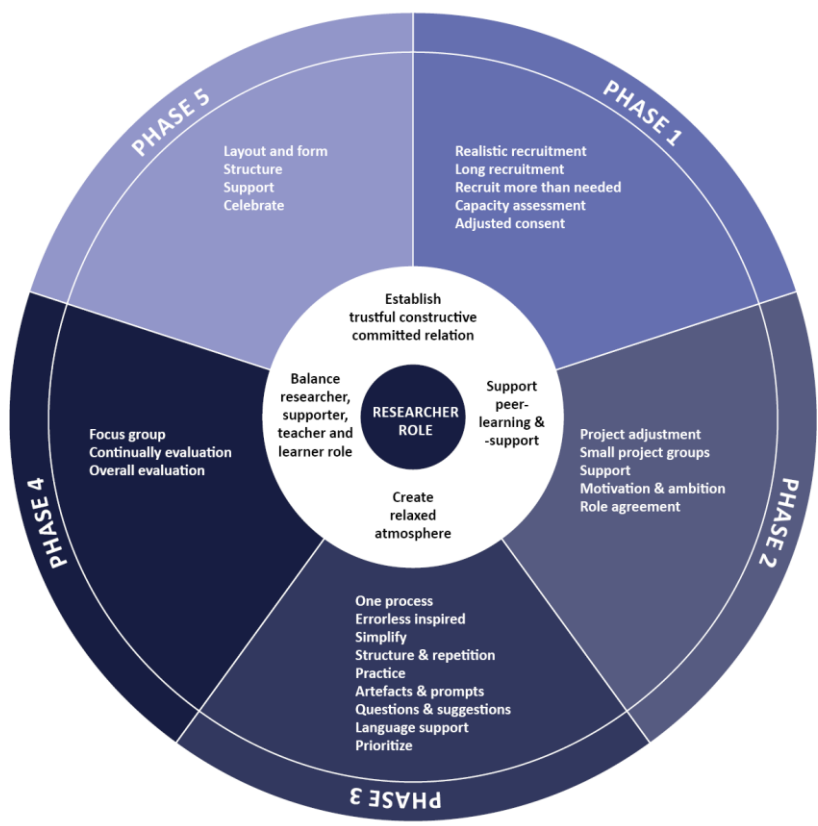 PHASE 1
Realistic recruitment
Long recruitment
Recruit more than needed
Capacity assessment
Adjusted consent
PHASE 2
Project adjustment
Small project groups
Support
Motivation & ambition
Role agreement
PHASE 3
One process
Errorless inspired
Simplify
Structure & repetition
Practice
Artefacts & prompts
Questions & suggestions
Language support
Prioritize
PHASE 4
Focus group
Continually evaluation
Overall evaluation
PHASE 5
Layout and form
Structure
Support
Celebrate
Establish
trustful constructive
committed relation
Support
peer-
learning &
-support
Create
relaxed
atmosphere
Balance
researcher,
supporter,
teacher and
learner role
RESEARCHER
ROLE